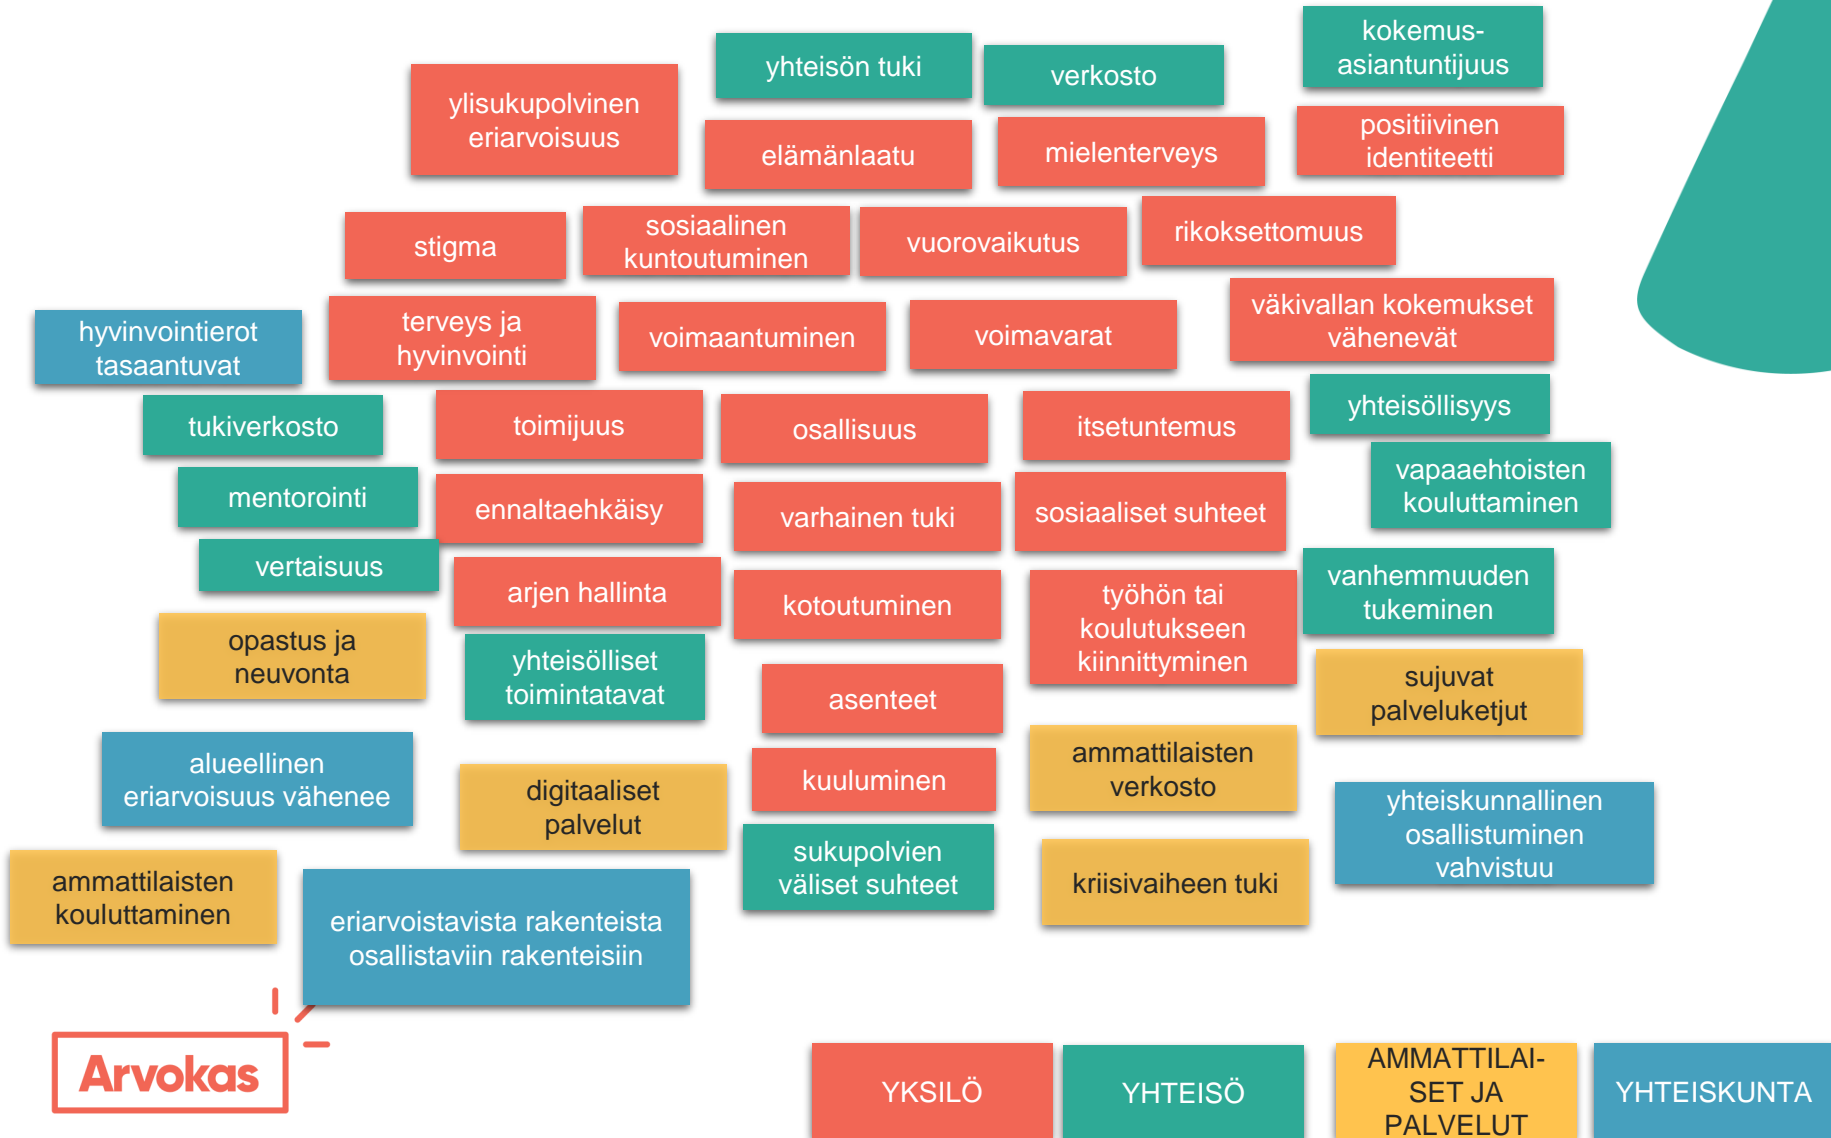 kokemus-
asiantuntijuus
yhteisön tuki
verkosto
ylisukupolvinen
eriarvoisuus
elämänlaatu
mielenterveys
positiivinen
identiteetti
stigma
sosiaalinen
kuntoutuminen
vuorovaikutus
rikoksettomuus
hyvinvointierot
tasaantuvat
terveys ja
hyvinvointi
voimaantuminen
voimavarat
väkivallan kokemukset
vähenevät
tukiverkosto
toimijuus
osallisuus
itsetuntemus
yhteisöllisyys
mentorointi
ennaltaehkäisy
varhainen tuki
sosiaaliset suhteet
vapaaehtoisten
kouluttaminen
vertaisuus
arjen hallinta
kotoutuminen
työhön tai
koulutukseen
kiinnittyminen
vanhemmuuden
tukeminen
opastus ja
neuvonta
yhteisölliset
toimintatavat
asenteet
sujuvat
palveluketjut
alueellinen
eriarvoisuus vähenee
digitaaliset
palvelut
kuuluminen
ammattilaisten
verkosto
yhteiskunnallinen
osallistuminen
vahvistuu
ammattilaisten
kouluttaminen
eriarvoistavista rakenteista
osallistaviin rakenteisiin
sukupolvien
väliset suhteet
kriisivaiheen tuki
Arvokas
YKSILÖ
YHTEISÖ
AMMATTILAI-
SET JA
PALVELUT
YHTEISKUNTA